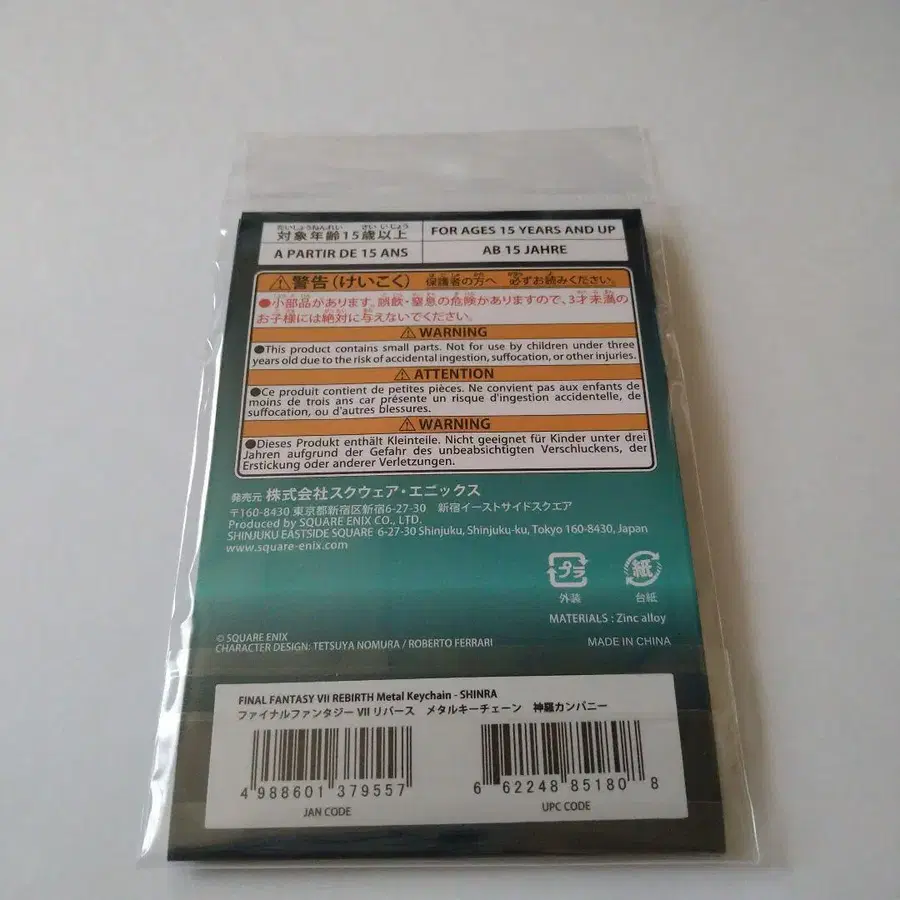 たいしょうねんれい さいいじょう
対象年齢15歳以上
FOR AGES 15 YEARS AND UP
A PARTIR DE 15 ANS
AB 15 JAHRE
⚠警告(けいこく) 保護者の方へ 必ずお読みください。
●小部品があります。誤飲・窒息の危険がありますので、3才未満の
お子様には絶対に与えないでください。
⚠WARNING
●This product contains small parts. Not for use by children under three
years old due to the risk of accidental ingestion, suffocation, or other injuries.
⚠ATTENTION
●Ce produit contient de petites pièces. Ne convient pas aux enfants de
moins de trois ans car présente un risque d'ingestion accidentelle, de
suffocation, ou d'autres blessures.
⚠WARNING
●Dieses Produkt enthält Kleinteile. Nicht geeignet für Kinder unter drei
Jahren aufgrund der Gefahr des unbeabsichtigten Verschluckens, der
Erstickung oder anderer Verletzungen.
発売元 株式会社スクウェア・エニックス
〒160-8430 東京都新宿区新宿6-27-30 新宿イーストサイドスクエア
Produced by SQUARE ENIX CO., LTD.
SHINJUKU EASTSIDE SQUARE 6-27-30 Shinjuku, Shinjuku-ku, Tokyo 160-8430, Japan
www.square-enix.com
プラ
外装
紙
台紙
MATERIALS : Zinc alloy
© SQUARE ENIX
CHARACTER DESIGN: TETSUYA NOMURA / ROBERTO FERRARI
MADE IN CHINA
FINAL FANTASY VII REBIRTH Metal Keychain - SHINRA
ファイナルファンタジー VII リバース メタルキーチェーン 神羅カンパニー
4 988601 379557
JAN CODE
6 62248 85180 8
UPC CODE